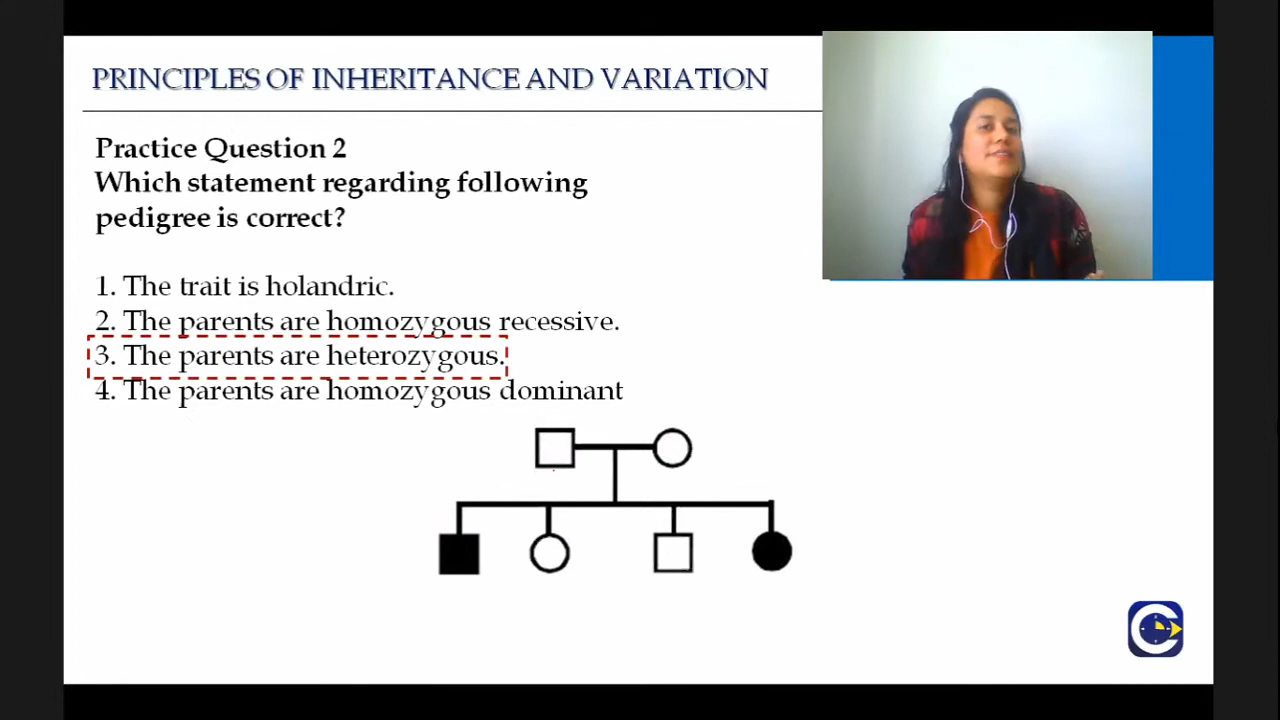 PRINCIPLES OF INHERITANCE AND VARIATION
Practice Question 2
Which statement regarding following
pedigree is correct?
1. The trait is holandric.
2. The parents are homozygous recessive.
3. The parents are heterozygous.
4. The parents are homozygous dominant